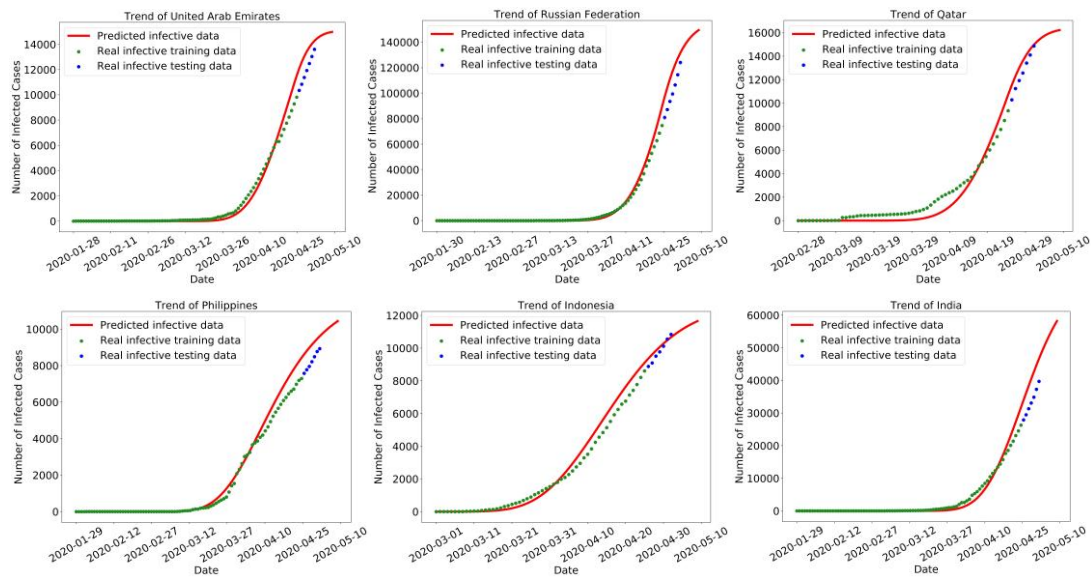 Trend of United Arab Emirates
Predicted infective data
Real infective training data
Real infective testing data
Number of Infected Cases
14000
12000
10000
8000
6000
4000
2000
0
2020-01-28
2020-02-11
2020-02-26
2020-03-12
2020-03-26
2020-04-10
2020-04-25
2020-05-10
Date
Trend of Russian Federation
Predicted infective data
Real infective training data
Real infective testing data
Number of Infected Cases
140000
120000
100000
80000
60000
40000
20000
0
2020-01-30
2020-02-13
2020-02-27
2020-03-13
2020-03-27
2020-04-11
2020-04-25
2020-05-10
Date
Trend of Qatar
Predicted infective data
Real infective training data
Real infective testing data
Number of Infected Cases
16000
14000
12000
10000
8000
6000
4000
2000
0
2020-02-28
2020-03-09
2020-03-19
2020-03-29
2020-04-09
2020-04-19
2020-04-29
2020-05-10
Date
Trend of Philippines
Predicted infective data
Real infective training data
Real infective testing data
Number of Infected Cases
10000
8000
6000
4000
2000
0
2020-01-29
2020-02-12
2020-02-27
2020-03-12
2020-03-27
2020-04-10
2020-04-25
2020-05-10
Date
Trend of Indonesia
Predicted infective data
Real infective training data
Real infective testing data
Number of Infected Cases
12000
10000
8000
6000
4000
2000
0
2020-03-01
2020-03-11
2020-03-21
2020-03-31
2020-04-10
2020-04-20
2020-04-30
2020-05-10
Date
Trend of India
Predicted infective data
Real infective training data
Real infective testing data
Number of Infected Cases
60000
50000
40000
30000
20000
10000
0
2020-01-29
2020-02-12
2020-02-27
2020-03-12
2020-03-27
2020-04-10
2020-04-25
2020-05-10
Date